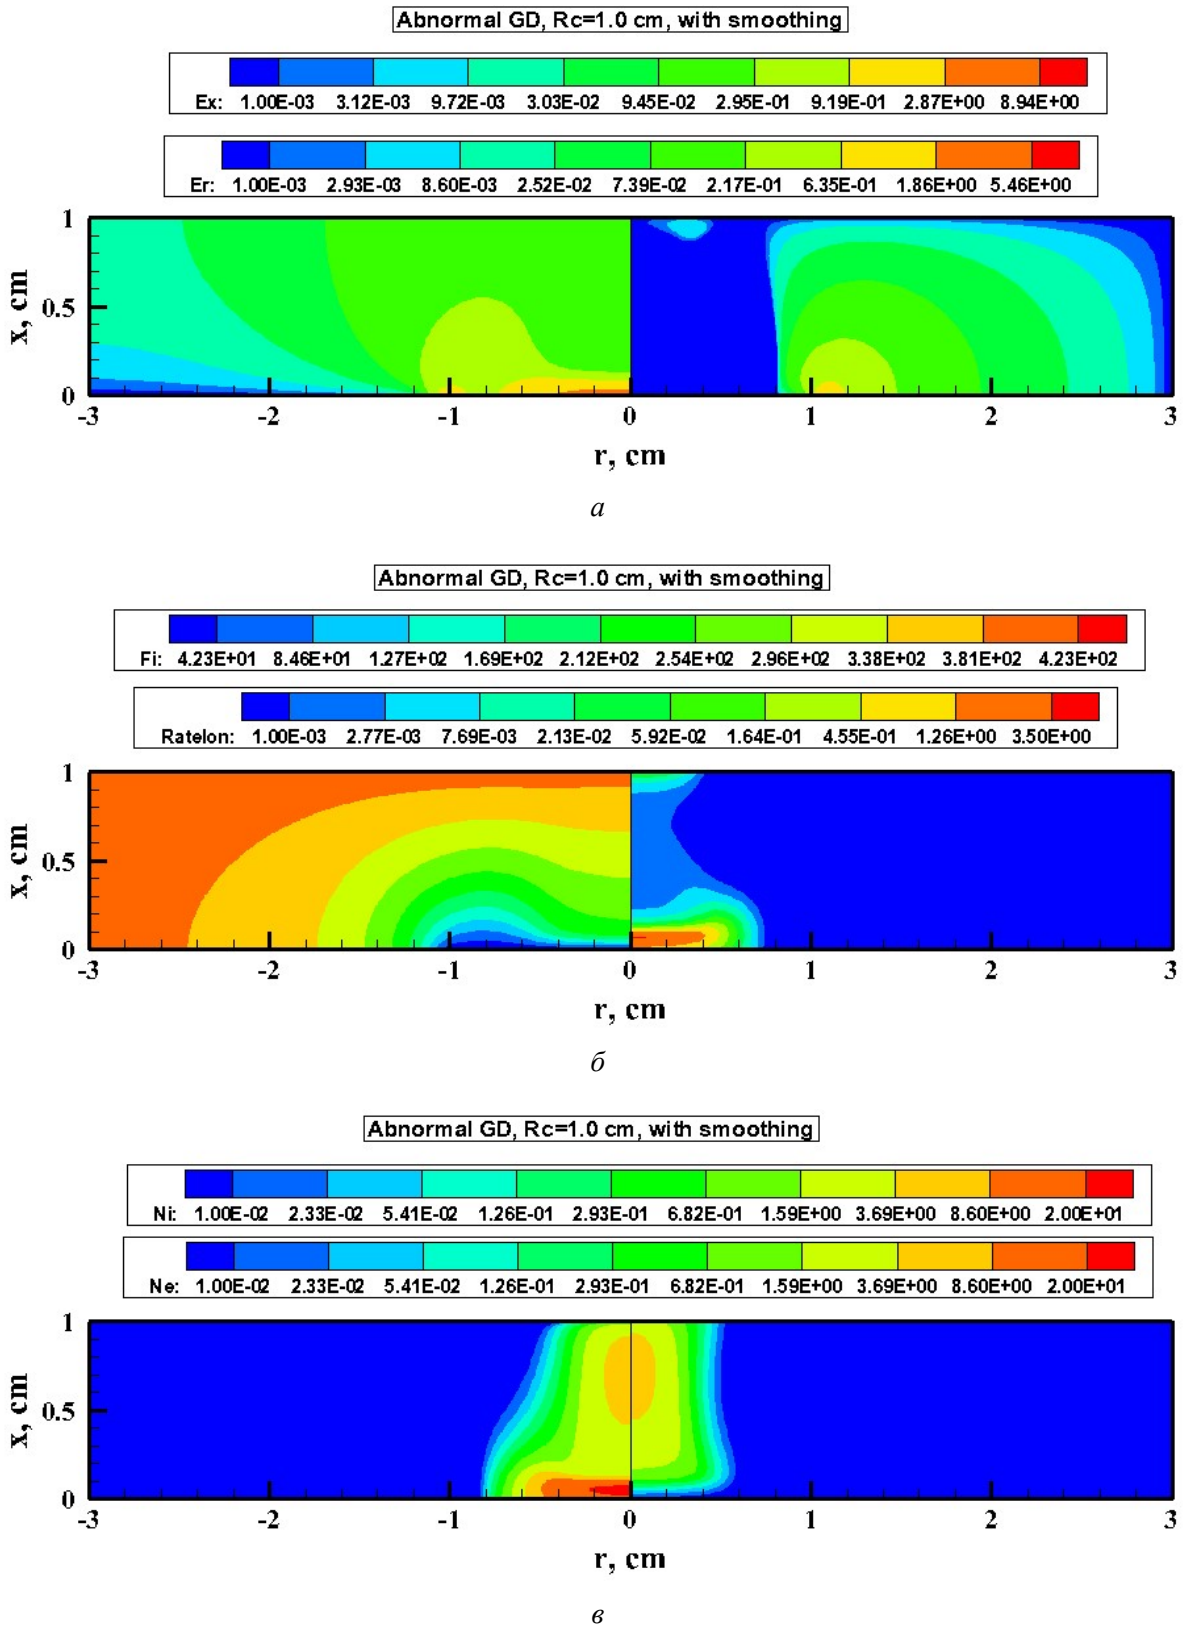 Abnormal GD, Rc=1.0 cm, with smoothing
Ex: 1.00E-03 3.12E-03 9.72E-03 3.03E-02 9.45E-02 2.95E-01 9.19E-01 2.87E+00 8.94E+00
Er: 1.00E-03 2.93E-03 8.60E-03 2.52E-02 7.39E-02 2.17E-01 6.35E-01 1.86E+00 5.46E+00
1
0.5
0
x, cm
-3 -2 -1 0 1 2 3
r, cm
а
Abnormal GD, Rc=1.0 cm, with smoothing
Fi: 4.23E+01 8.46E+01 1.27E+02 1.69E+02 2.12E+02 2.54E+02 2.96E+02 3.38E+02 3.81E+02 4.23E+02
RateIon: 1.00E-03 2.77E-03 7.69E-03 2.13E-02 5.92E-02 1.64E-01 4.55E-01 1.26E+00 3.50E+00
1
0.5
0
x, cm
-3 -2 -1 0 1 2 3
r, cm
б
Abnormal GD, Rc=1.0 cm, with smoothing
Ni: 1.00E-02 2.33E-02 5.41E-02 1.26E-01 2.93E-01 6.82E-01 1.59E+00 3.69E+00 8.60E+00 2.00E+01
Ne: 1.00E-02 2.33E-02 5.41E-02 1.26E-01 2.93E-01 6.82E-01 1.59E+00 3.69E+00 8.60E+00 2.00E+01
1
0.5
0
x, cm
-3 -2 -1 0 1 2 3
r, cm
в